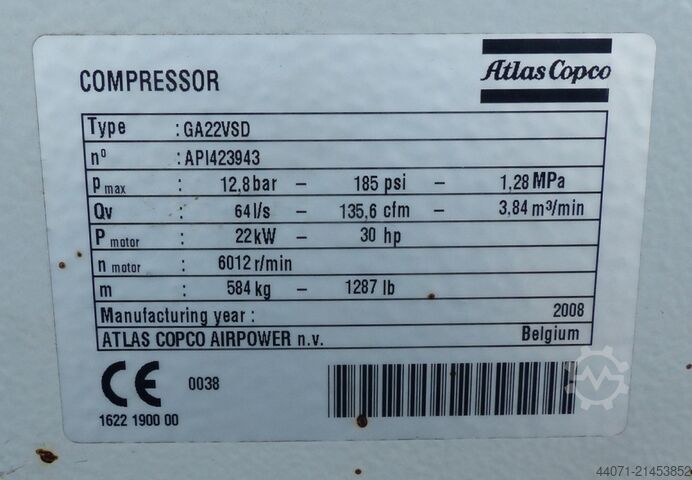 COMPRESSOR
Atlas Copco
Type : GA22VSD
nº : API423943
p max : 12,8 bar – 185 psi – 1,28 MPa
Qv : 64 l/s – 135,6 cfm – 3,84 m³/min
P motor : 22 kW – 30 hp
n motor : 6012 r/min
m : 584 kg – 1287 lb
Manufacturing year : 2008
ATLAS COPCO AIRPOWER n.v. Belgium
CE 0038
1622 1900 00
44071-21453852